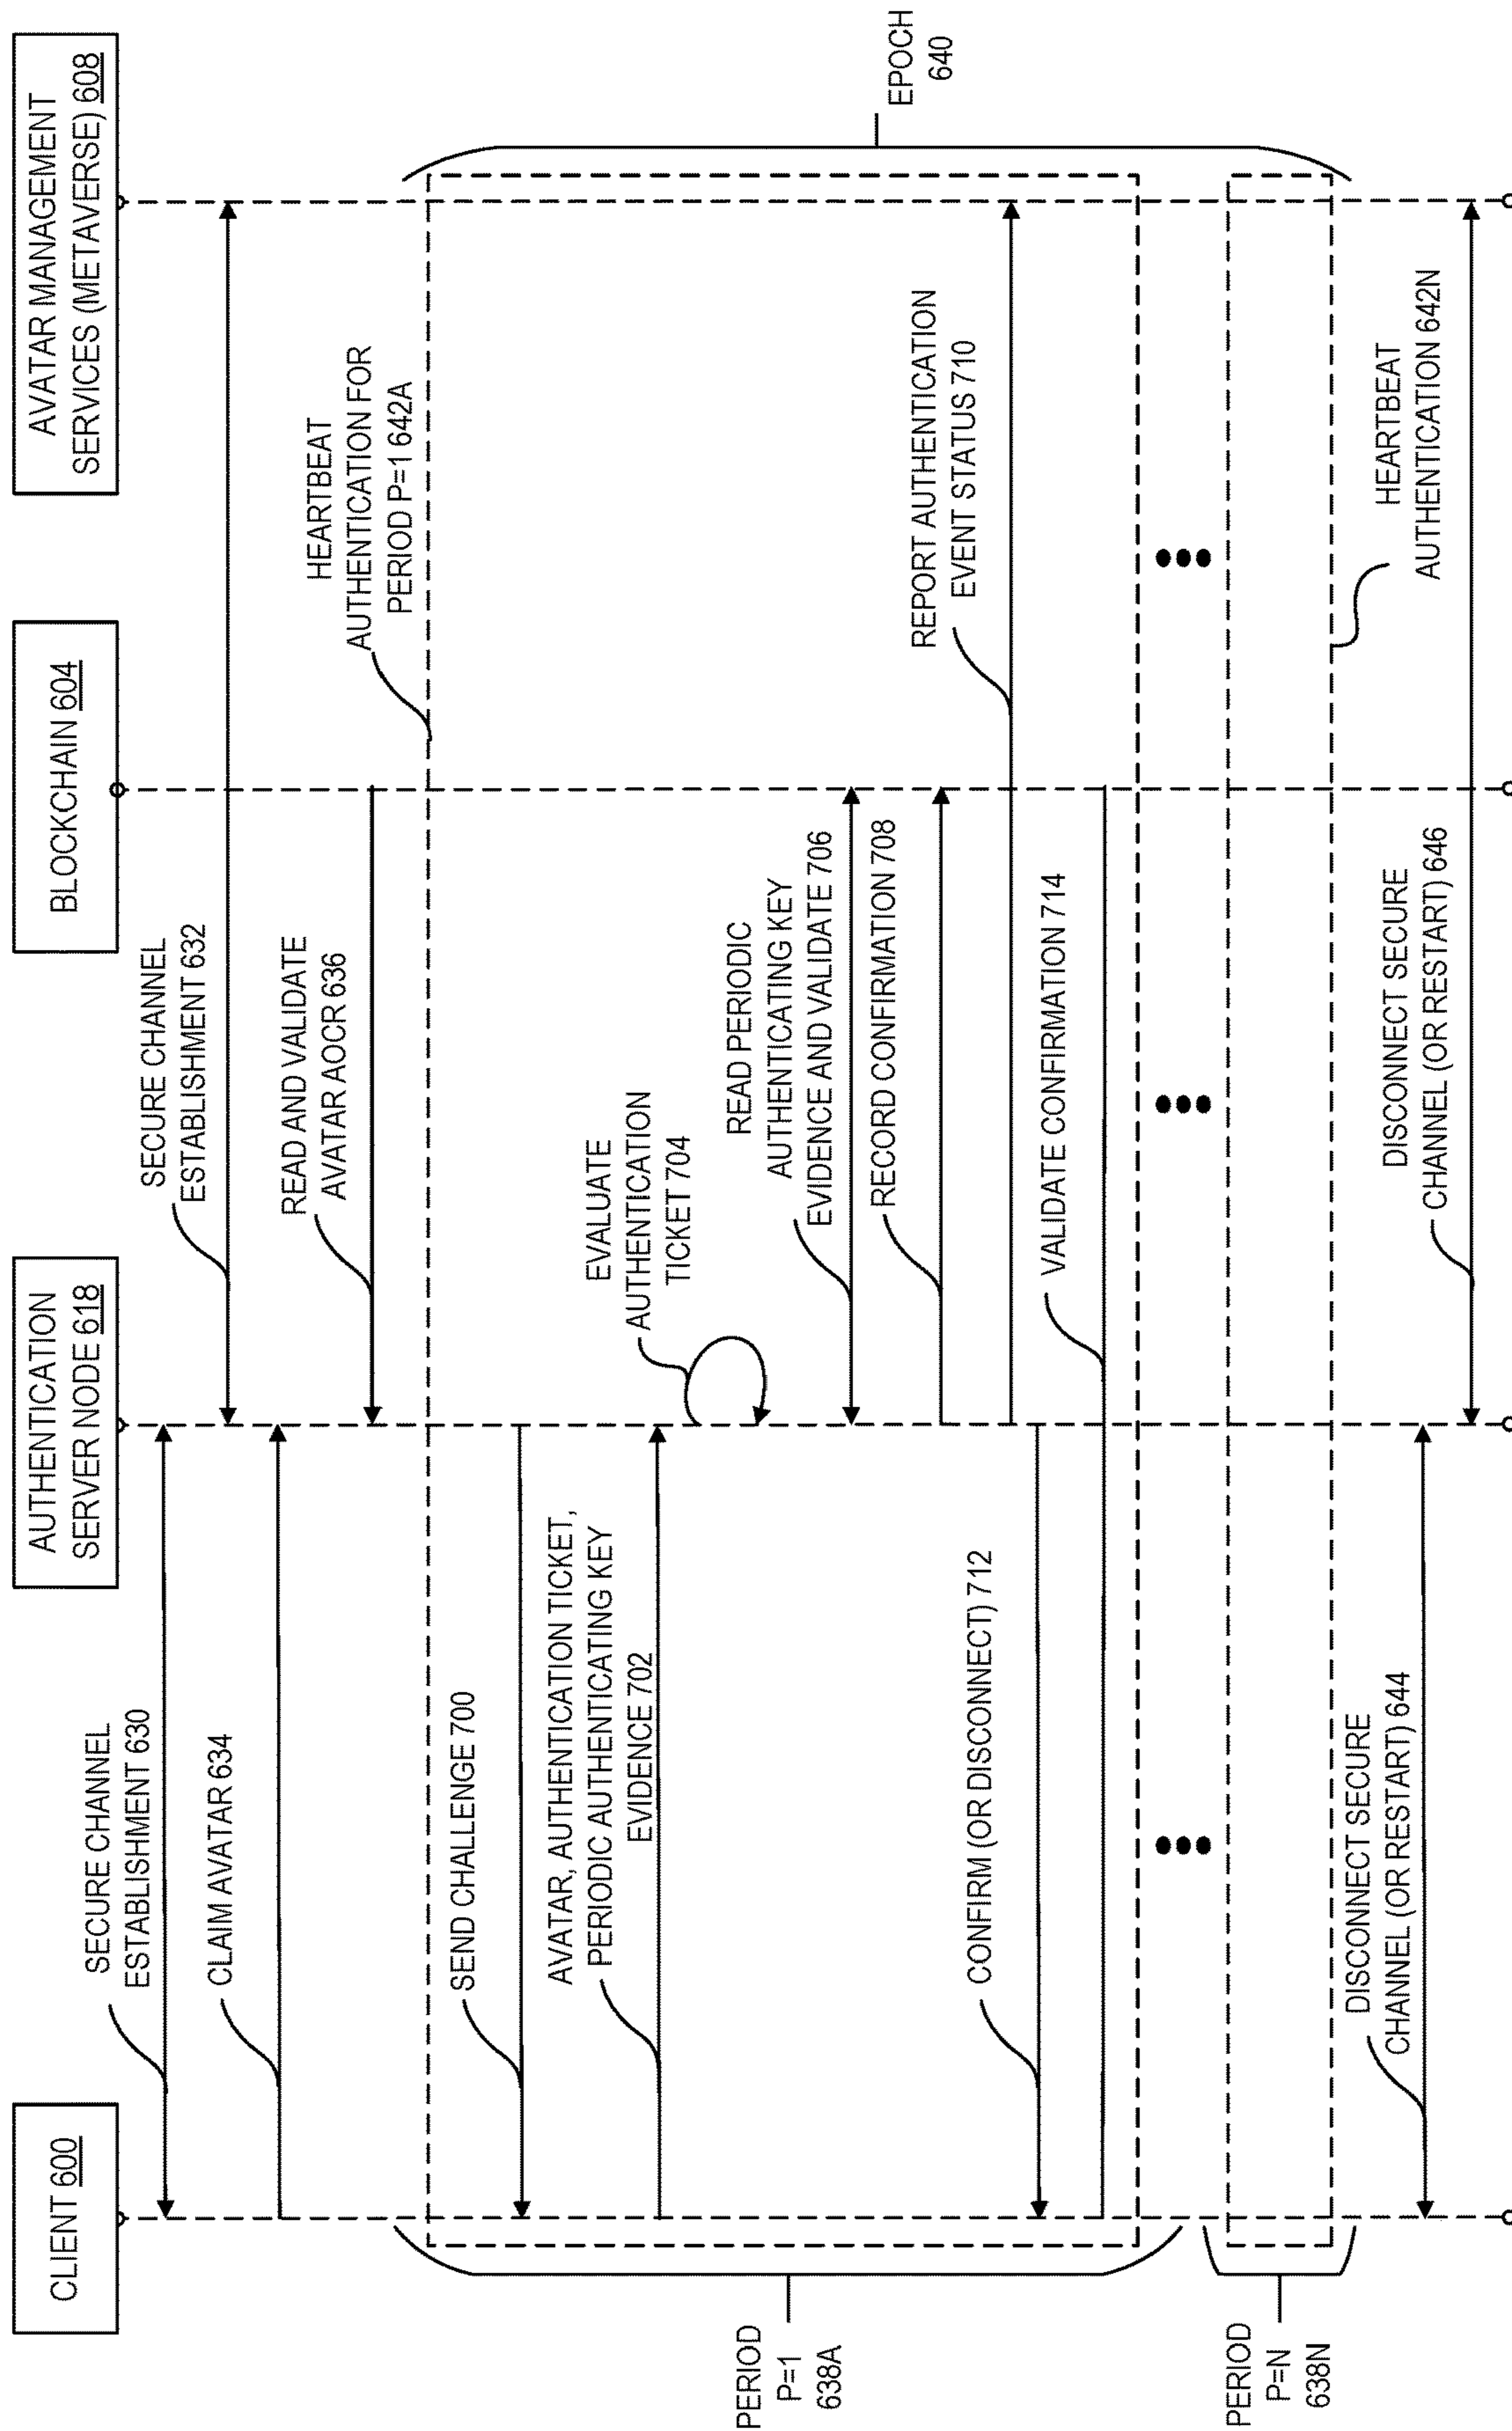 CLIENT 600
AUTHENTICATION
SERVER NODE 618
BLOCKCHAIN 604
AVATAR MANAGEMENT
SERVICES (METAVERSE) 608
SECURE CHANNEL
ESTABLISHMENT 630
SECURE CHANNEL
ESTABLISHMENT 632
CLAIM AVATAR 634
READ AND VALIDATE
AVATAR AOCR 636
HEARTBEAT
AUTHENTICATION FOR
PERIOD P=1 642A
SEND CHALLENGE 700
AVATAR, AUTHENTICATION TICKET,
PERIODIC AUTHENTICATING KEY
EVIDENCE 702
EVALUATE
AUTHENTICATION
TICKET 704
READ PERIODIC
AUTHENTICATING KEY
EVIDENCE AND VALIDATE 706
RECORD CONFIRMATION 708
REPORT AUTHENTICATION
EVENT STATUS 710
CONFIRM (OR DISCONNECT) 712
VALIDATE CONFIRMATION 714
PERIOD
P=1
638A
EPOCH
640
PERIOD
P=N
638N
HEARTBEAT
AUTHENTICATION 642N
DISCONNECT SECURE
CHANNEL (OR RESTART) 644
DISCONNECT SECURE
CHANNEL (OR RESTART) 646